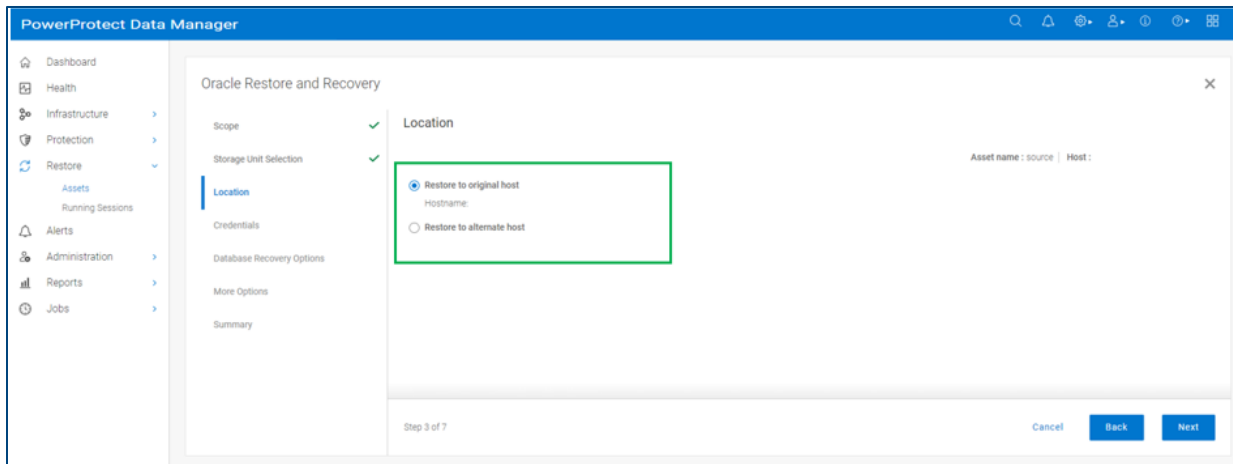 PowerProtect Data Manager
Dashboard
Health
Infrastructure
Protection
Restore
Assets
Running Sessions
Alerts
Administration
Reports
Jobs
Oracle Restore and Recovery
Scope
Storage Unit Selection
Location
Credentials
Database Recovery Options
More Options
Summary
Location
Asset name : source | Host :
Restore to original host
Hostname:
Restore to alternate host
Step 3 of 7
Cancel
Back
Next